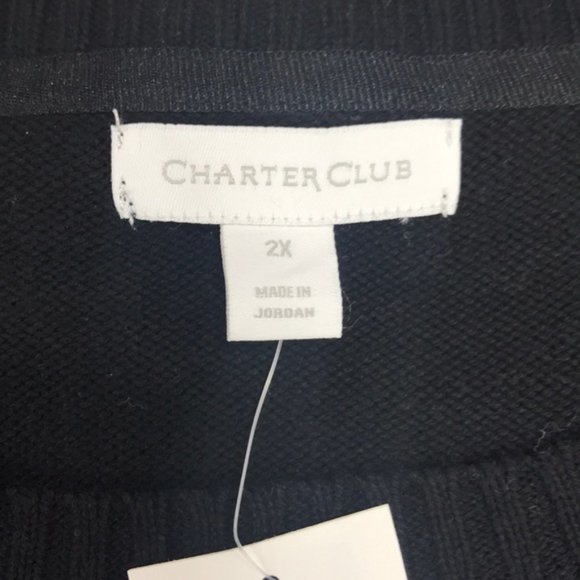 CHARTER CLUB
2X
MADE IN
JORDAN